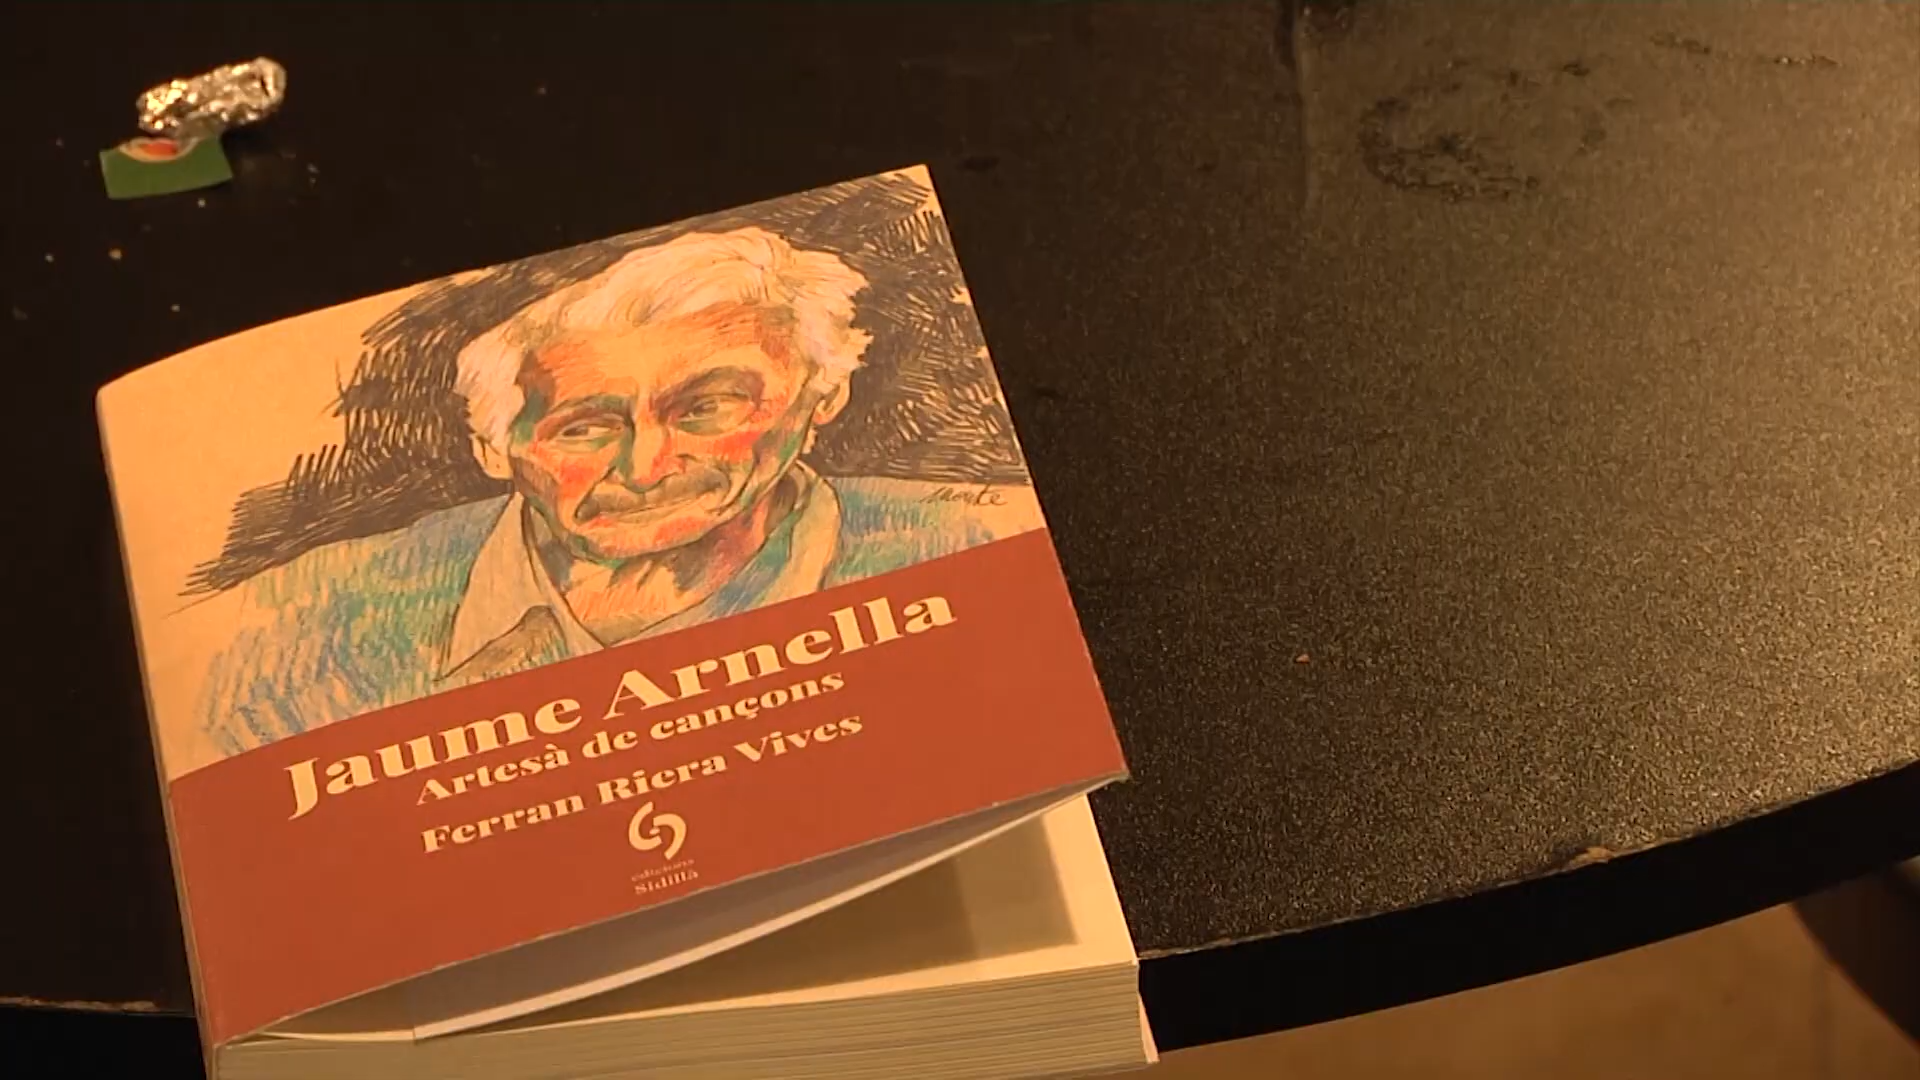 Jaume Arnella
Artesà de cançons
Ferran Riera Vives
edicions
Sidillà